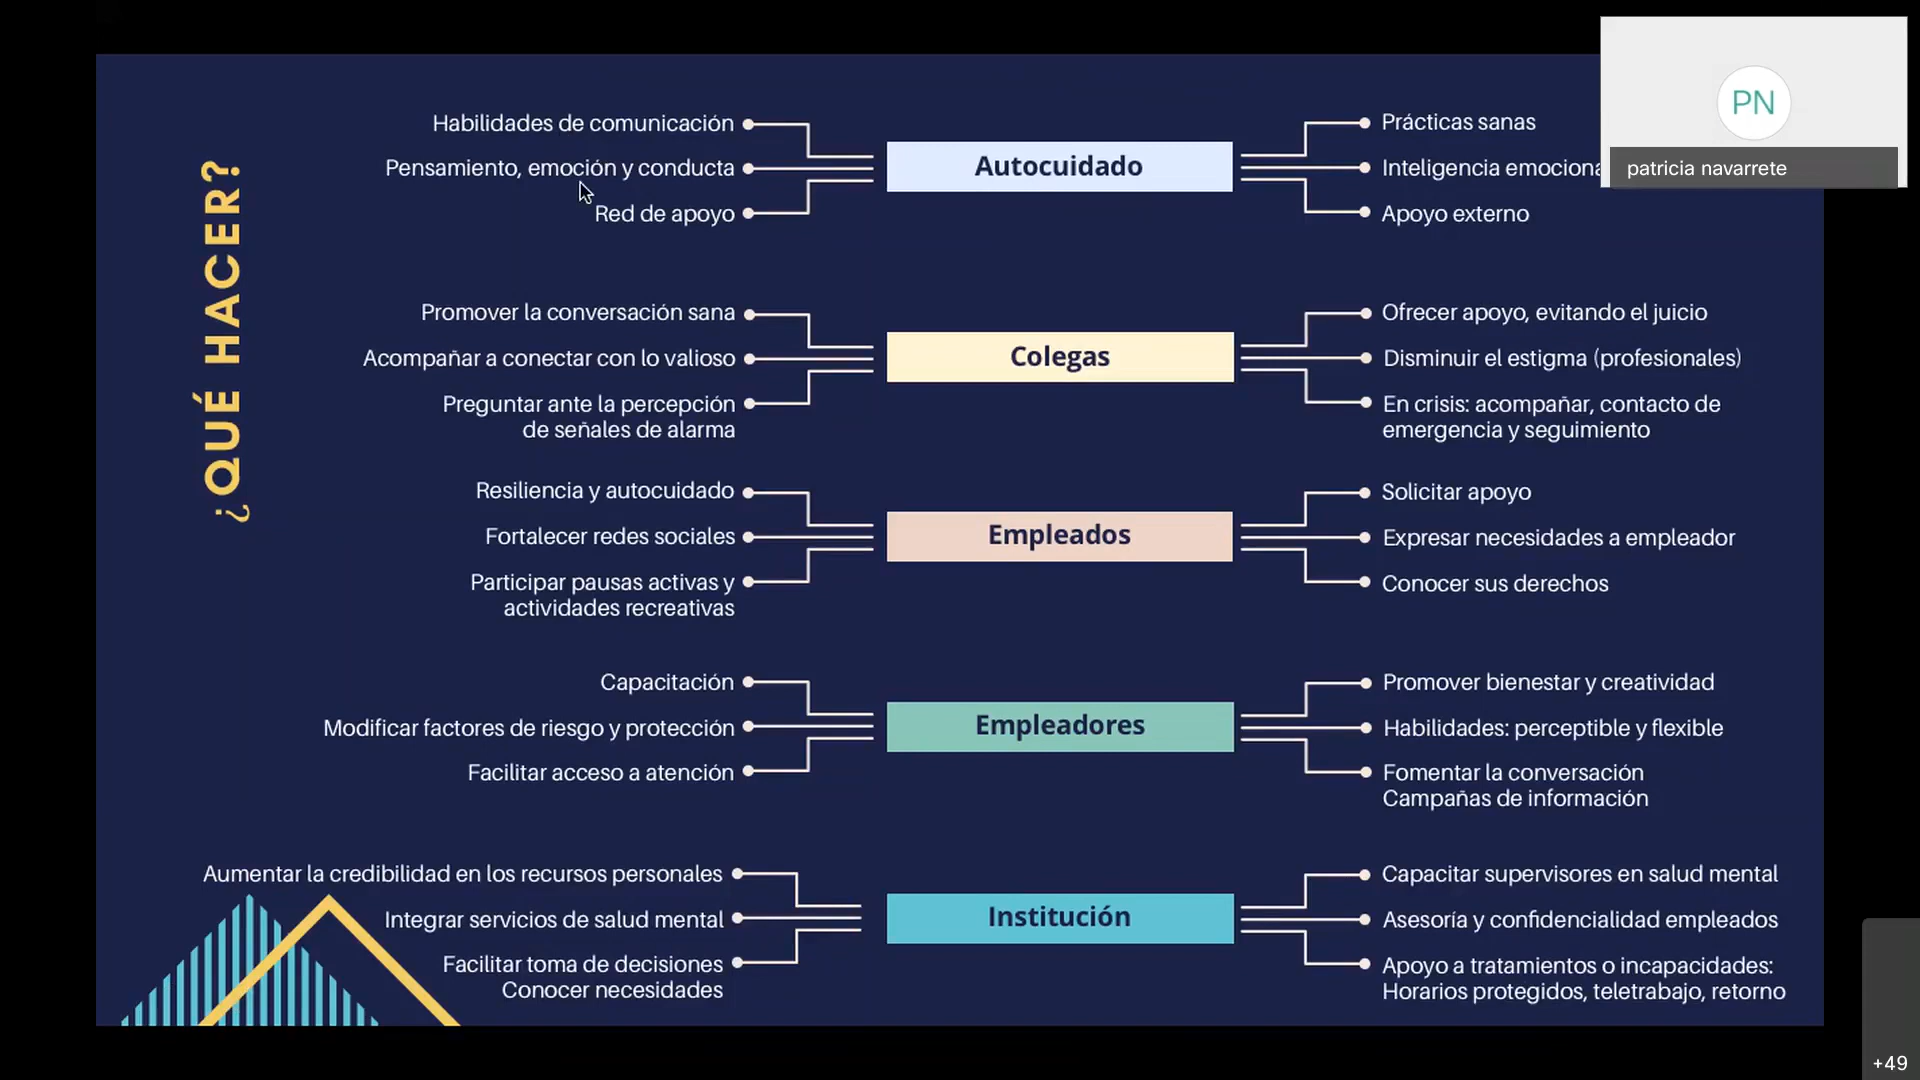 ¿QUÉ HACER?
Habilidades de comunicación
Pensamiento, emoción y conducta
Red de apoyo
Autocuidado
Prácticas sanas
Inteligencia emociona
Apoyo externo
PN
patricia navarrete
Promover la conversación sana
Acompañar a conectar con lo valioso
Preguntar ante la percepción
de señales de alarma
Colegas
Ofrecer apoyo, evitando el juicio
Disminuir el estigma (profesionales)
En crisis: acompañar, contacto de
emergencia y seguimiento
Resiliencia y autocuidado
Fortalecer redes sociales
Participar pausas activas y
actividades recreativas
Empleados
Solicitar apoyo
Expresar necesidades a empleador
Conocer sus derechos
Capacitación
Modificar factores de riesgo y protección
Facilitar acceso a atención
Empleadores
Promover bienestar y creatividad
Habilidades: perceptible y flexible
Fomentar la conversación
Campañas de información
Aumentar la credibilidad en los recursos personales
Integrar servicios de salud mental
Facilitar toma de decisiones
Conocer necesidades
Institución
Capacitar supervisores en salud mental
Asesoría y confidencialidad empleados
Apoyo a tratamientos o incapacidades:
Horarios protegidos, teletrabajo, retorno
+49